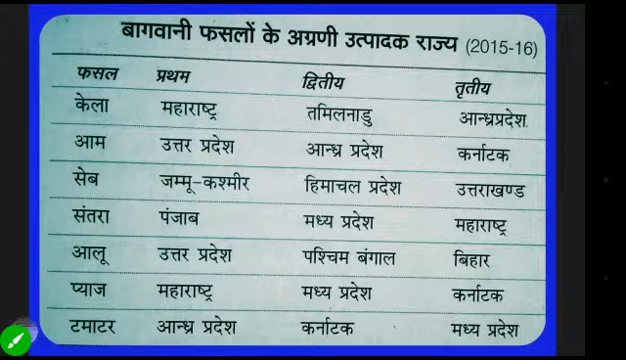 बागवानी फसलों के अग्रणी उत्पादक राज्य (2015-16)
फसल प्रथम द्वितीय तृतीय
केला महाराष्ट्र तमिलनाडु आन्ध्रप्रदेश
आम उत्तर प्रदेश आन्ध्र प्रदेश कर्नाटक
सेब जम्मू-कश्मीर हिमाचल प्रदेश उत्तराखण्ड
संतरा पंजाब मध्य प्रदेश महाराष्ट्र
आलू उत्तर प्रदेश पश्चिम बंगाल बिहार
प्याज महाराष्ट्र मध्य प्रदेश कर्नाटक
टमाटर आन्ध्र प्रदेश कर्नाटक मध्य प्रदेश